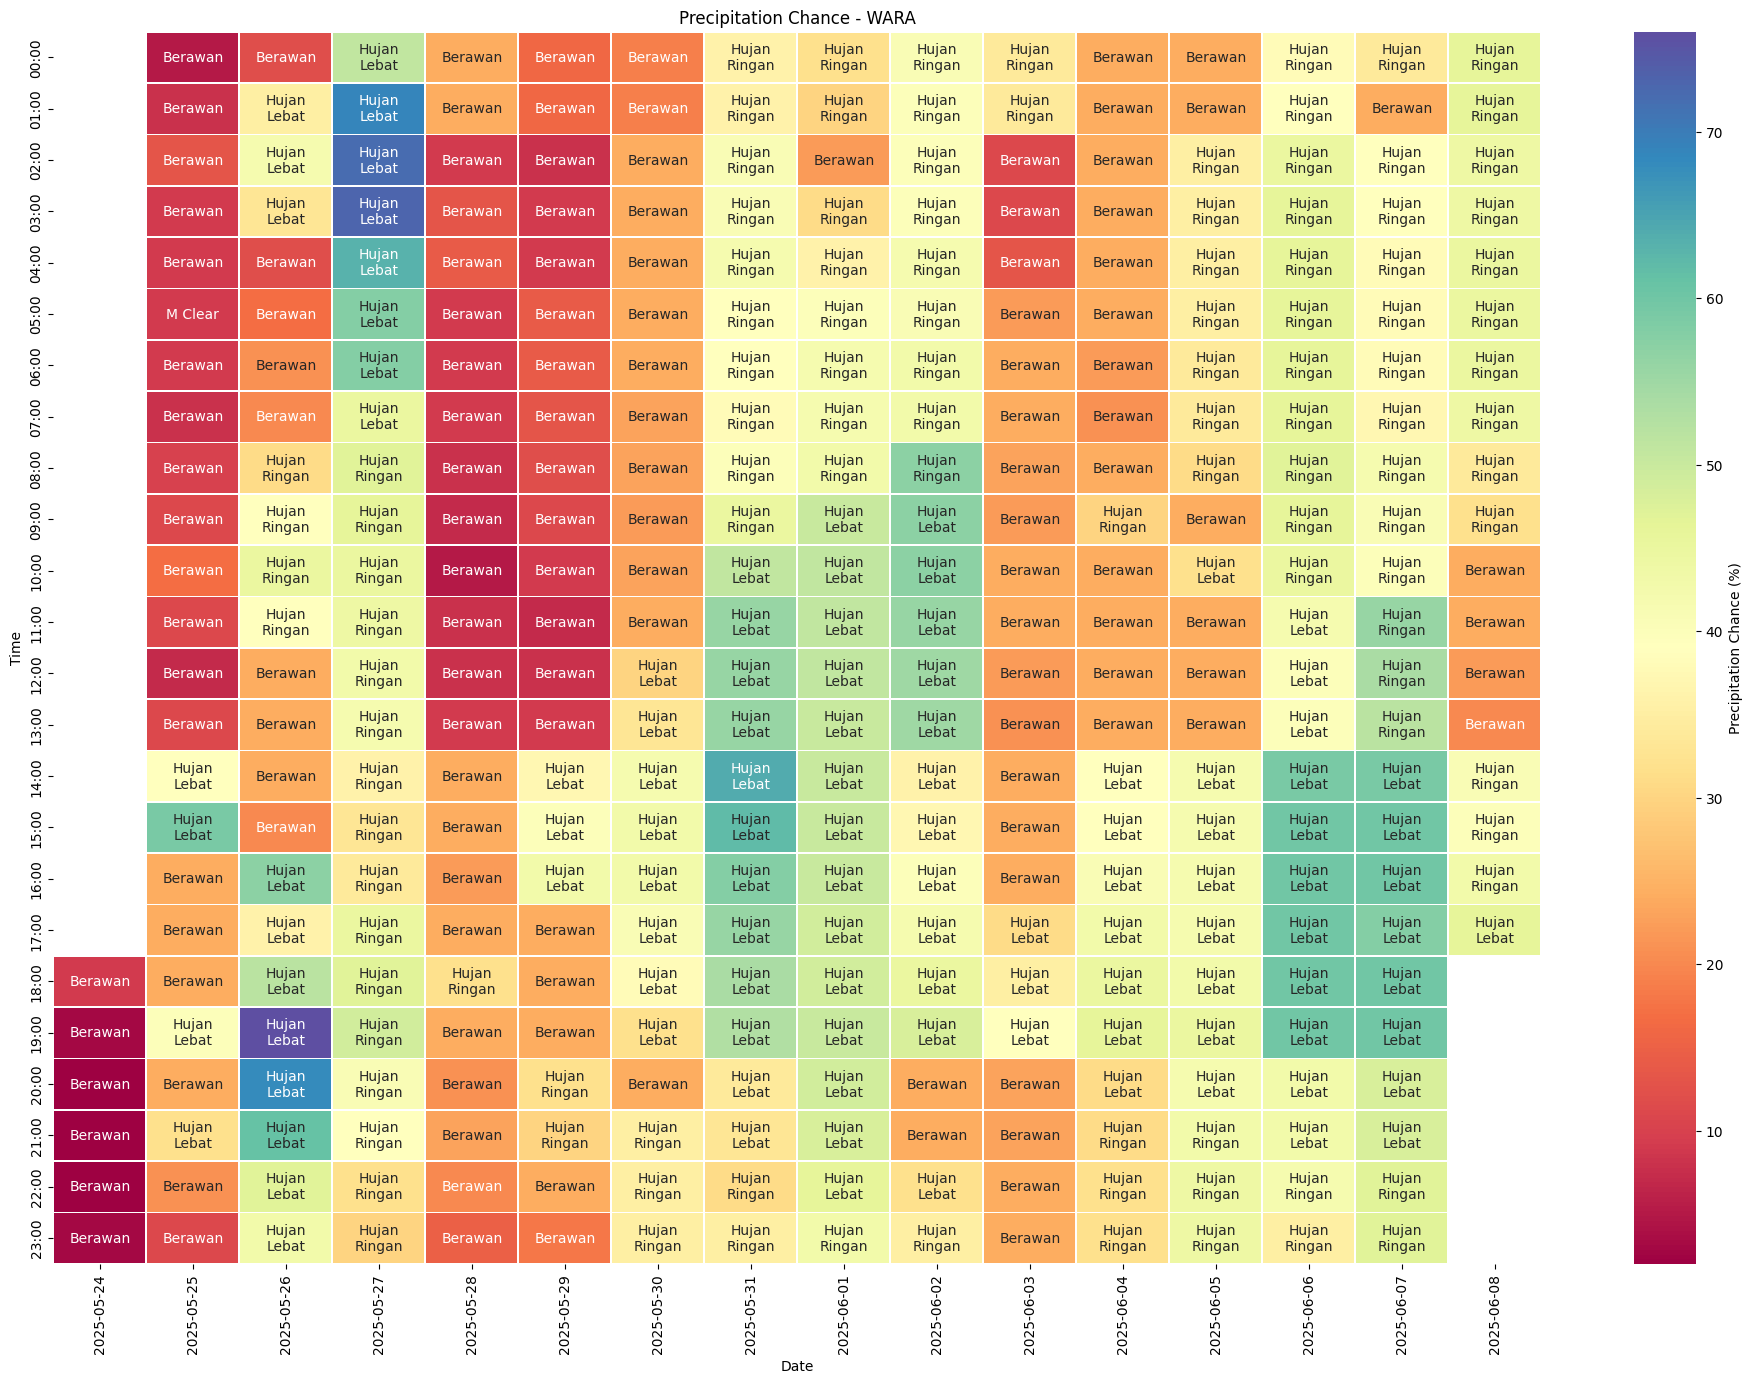 Precipitation Chance - WARA
00:00 Berawan Berawan Hujan Lebat Berawan Berawan Berawan Hujan Ringan Hujan Ringan Hujan Ringan Hujan Ringan Berawan Berawan Hujan Ringan Hujan Ringan Hujan Ringan
01:00 Berawan Hujan Lebat Hujan Lebat Berawan Berawan Berawan Hujan Ringan Hujan Ringan Hujan Ringan Hujan Ringan Berawan Berawan Hujan Ringan Berawan Hujan Ringan
02:00 Berawan Hujan Lebat Hujan Lebat Berawan Berawan Berawan Hujan Ringan Berawan Hujan Ringan Berawan Berawan Hujan Ringan Hujan Ringan Hujan Ringan Hujan Ringan
03:00 Berawan Hujan Lebat Hujan Lebat Berawan Berawan Berawan Hujan Ringan Hujan Ringan Hujan Ringan Berawan Berawan Hujan Ringan Hujan Ringan Hujan Ringan Hujan Ringan
04:00 Berawan Berawan Hujan Lebat Berawan Berawan Berawan Hujan Ringan Hujan Ringan Hujan Ringan Berawan Berawan Hujan Ringan Hujan Ringan Hujan Ringan Hujan Ringan
05:00 M Clear Berawan Hujan Lebat Berawan Berawan Berawan Hujan Ringan Hujan Ringan Hujan Ringan Berawan Berawan Hujan Ringan Hujan Ringan Hujan Ringan Hujan Ringan
06:00 Berawan Berawan Hujan Lebat Berawan Berawan Berawan Hujan Ringan Hujan Ringan Hujan Ringan Berawan Berawan Hujan Ringan Hujan Ringan Hujan Ringan Hujan Ringan
07:00 Berawan Berawan Hujan Lebat Berawan Berawan Berawan Hujan Ringan Hujan Ringan Hujan Ringan Berawan Berawan Hujan Ringan Hujan Ringan Hujan Ringan Hujan Ringan
08:00 Berawan Hujan Ringan Hujan Ringan Berawan Berawan Berawan Hujan Ringan Hujan Ringan Hujan Ringan Berawan Berawan Hujan Ringan Hujan Ringan Hujan Ringan Hujan Ringan
09:00 Berawan Hujan Ringan Hujan Ringan Berawan Berawan Berawan Hujan Ringan Hujan Lebat Hujan Lebat Berawan Hujan Ringan Berawan Hujan Ringan Hujan Ringan Hujan Ringan
10:00 Berawan Hujan Ringan Hujan Ringan Berawan Berawan Berawan Hujan Lebat Hujan Lebat Hujan Lebat Berawan Berawan Hujan Lebat Hujan Ringan Hujan Ringan Berawan
11:00 Berawan Hujan Ringan Hujan Ringan Berawan Berawan Berawan Hujan Lebat Hujan Lebat Hujan Lebat Berawan Berawan Berawan Hujan Lebat Hujan Ringan Berawan
12:00 Berawan Berawan Hujan Ringan Berawan Berawan Hujan Lebat Hujan Lebat Hujan Lebat Hujan Lebat Berawan Berawan Berawan Hujan Lebat Hujan Ringan Berawan
13:00 Berawan Berawan Hujan Ringan Berawan Berawan Hujan Lebat Hujan Lebat Hujan Lebat Hujan Lebat Berawan Berawan Berawan Hujan Lebat Hujan Ringan Berawan
14:00 Hujan Lebat Berawan Hujan Ringan Berawan Hujan Lebat Hujan Lebat Hujan Lebat Hujan Lebat Hujan Lebat Berawan Hujan Lebat Hujan Lebat Hujan Lebat Hujan Lebat Hujan Ringan
15:00 Hujan Lebat Berawan Hujan Ringan Berawan Hujan Lebat Hujan Lebat Hujan Lebat Hujan Lebat Hujan Lebat Berawan Hujan Lebat Hujan Lebat Hujan Lebat Hujan Lebat Hujan Ringan
16:00 Berawan Hujan Lebat Hujan Ringan Berawan Hujan Lebat Hujan Lebat Hujan Lebat Hujan Lebat Hujan Lebat Berawan Hujan Lebat Hujan Lebat Hujan Lebat Hujan Lebat Hujan Ringan
17:00 Berawan Hujan Lebat Hujan Ringan Berawan Berawan Hujan Lebat Hujan Lebat Hujan Lebat Hujan Lebat Hujan Lebat Hujan Lebat Hujan Lebat Hujan Lebat Hujan Lebat Hujan Lebat
18:00 Berawan Berawan Hujan Lebat Hujan Ringan Hujan Ringan Berawan Hujan Lebat Hujan Lebat Hujan Lebat Hujan Lebat Hujan Lebat Hujan Lebat Hujan Lebat Hujan Lebat Hujan Lebat
19:00 Berawan Hujan Lebat Hujan Lebat Hujan Ringan Berawan Berawan Hujan Lebat Hujan Lebat Hujan Lebat Hujan Lebat Hujan Lebat Hujan Lebat Hujan Lebat Hujan Lebat Hujan Lebat
20:00 Berawan Berawan Hujan Lebat Hujan Ringan Berawan Hujan Ringan Berawan Hujan Lebat Hujan Lebat Berawan Berawan Hujan Lebat Hujan Lebat Hujan Lebat Hujan Lebat
21:00 Berawan Hujan Lebat Hujan Lebat Hujan Ringan Berawan Hujan Ringan Hujan Ringan Hujan Lebat Hujan Lebat Berawan Berawan Hujan Ringan Hujan Ringan Hujan Lebat Hujan Lebat
22:00 Berawan Berawan Hujan Lebat Hujan Ringan Berawan Berawan Hujan Ringan Hujan Ringan Hujan Lebat Hujan Lebat Berawan Hujan Ringan Hujan Ringan Hujan Ringan Hujan Ringan
23:00 Berawan Berawan Hujan Lebat Hujan Ringan Berawan Berawan Hujan Ringan Hujan Ringan Hujan Ringan Hujan Ringan Berawan Hujan Ringan Hujan Ringan Hujan Ringan Hujan Ringan
Time
2025-05-24 2025-05-25 2025-05-26 2025-05-27 2025-05-28 2025-05-29 2025-05-30 2025-05-31 2025-06-01 2025-06-02 2025-06-03 2025-06-04 2025-06-05 2025-06-06 2025-06-07 2025-06-08
Date
70
60
50
40
30
20
10
Precipitation Chance (%)